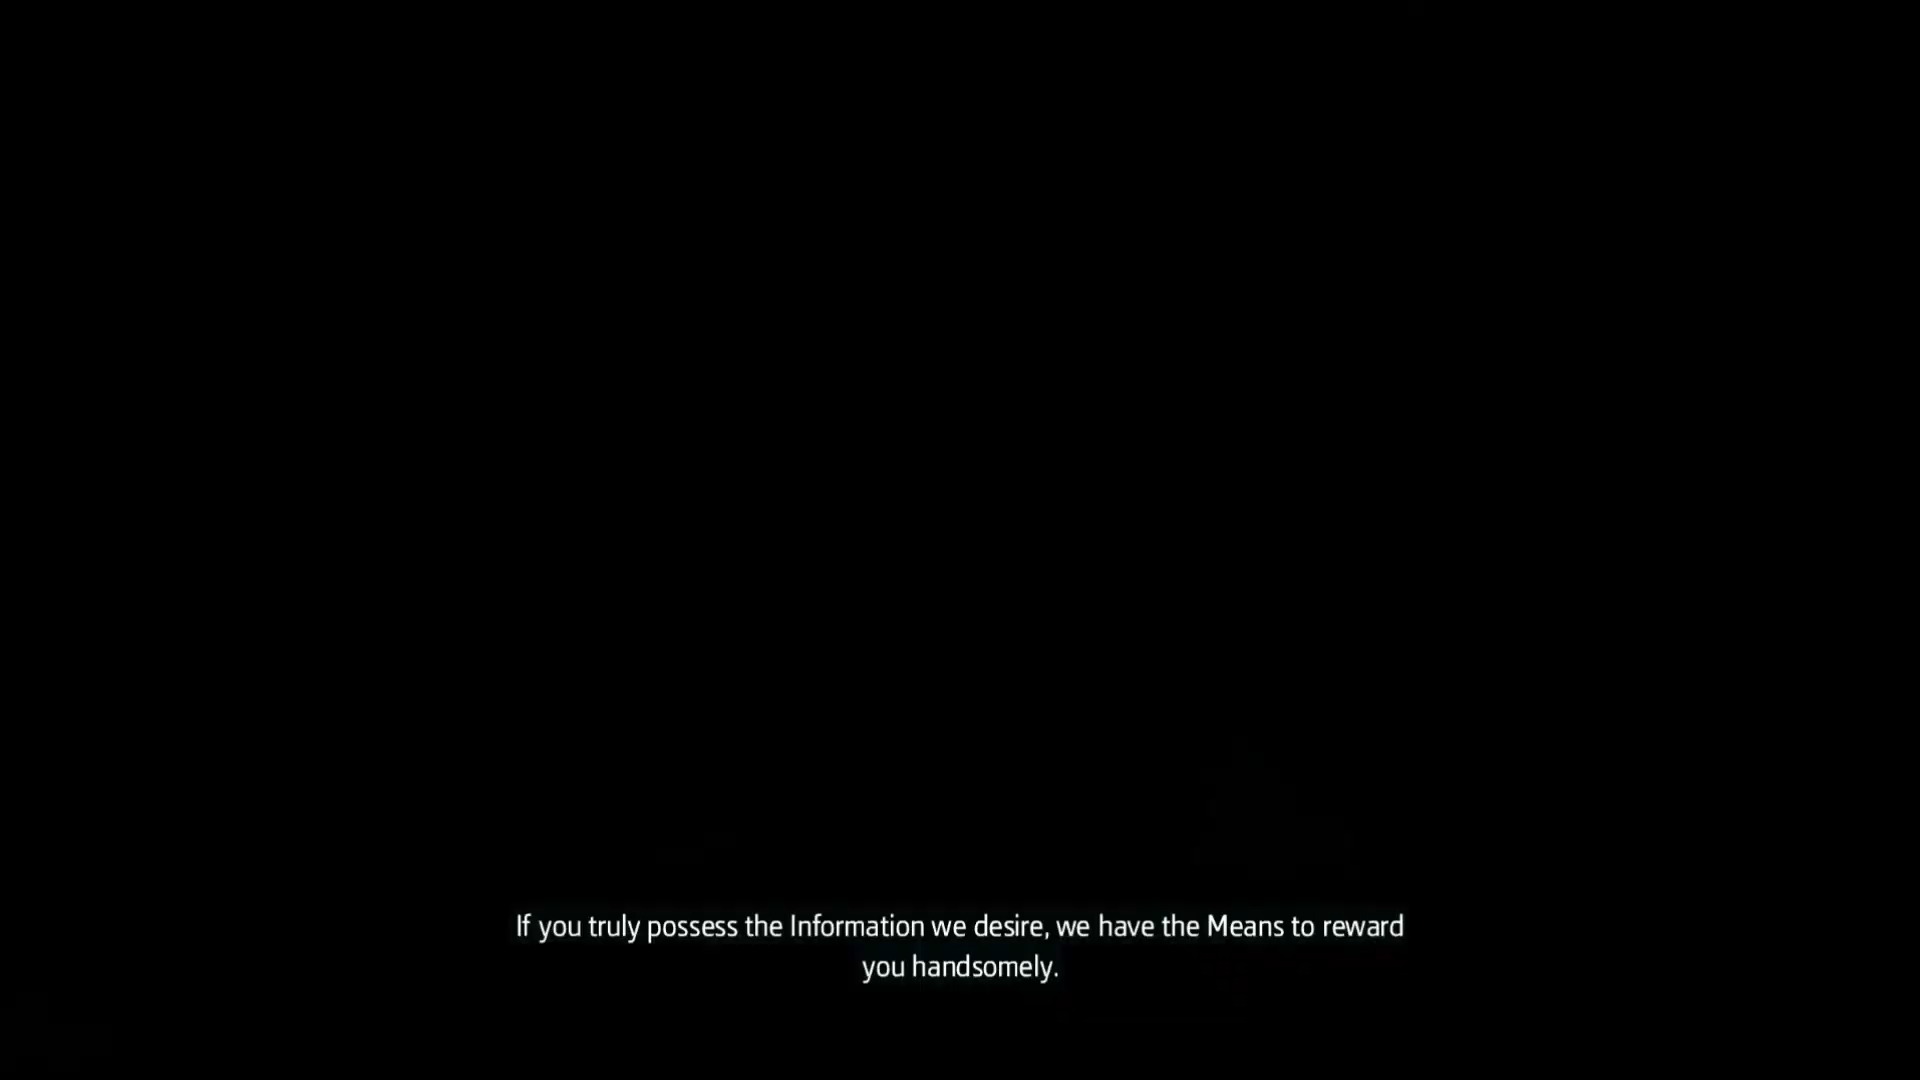 If you truly possess the Information we desire, we have the Means to reward
you handsomely.